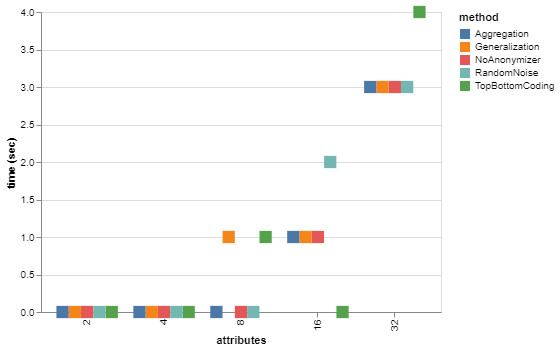 4.0
3.5
3.0
2.5
2.0
1.5
1.0
0.5
0.0
time (sec)
2
4
8
16
32
attributes
method
Aggregation
Generalization
NoAnonymizer
RandomNoise
TopBottomCoding